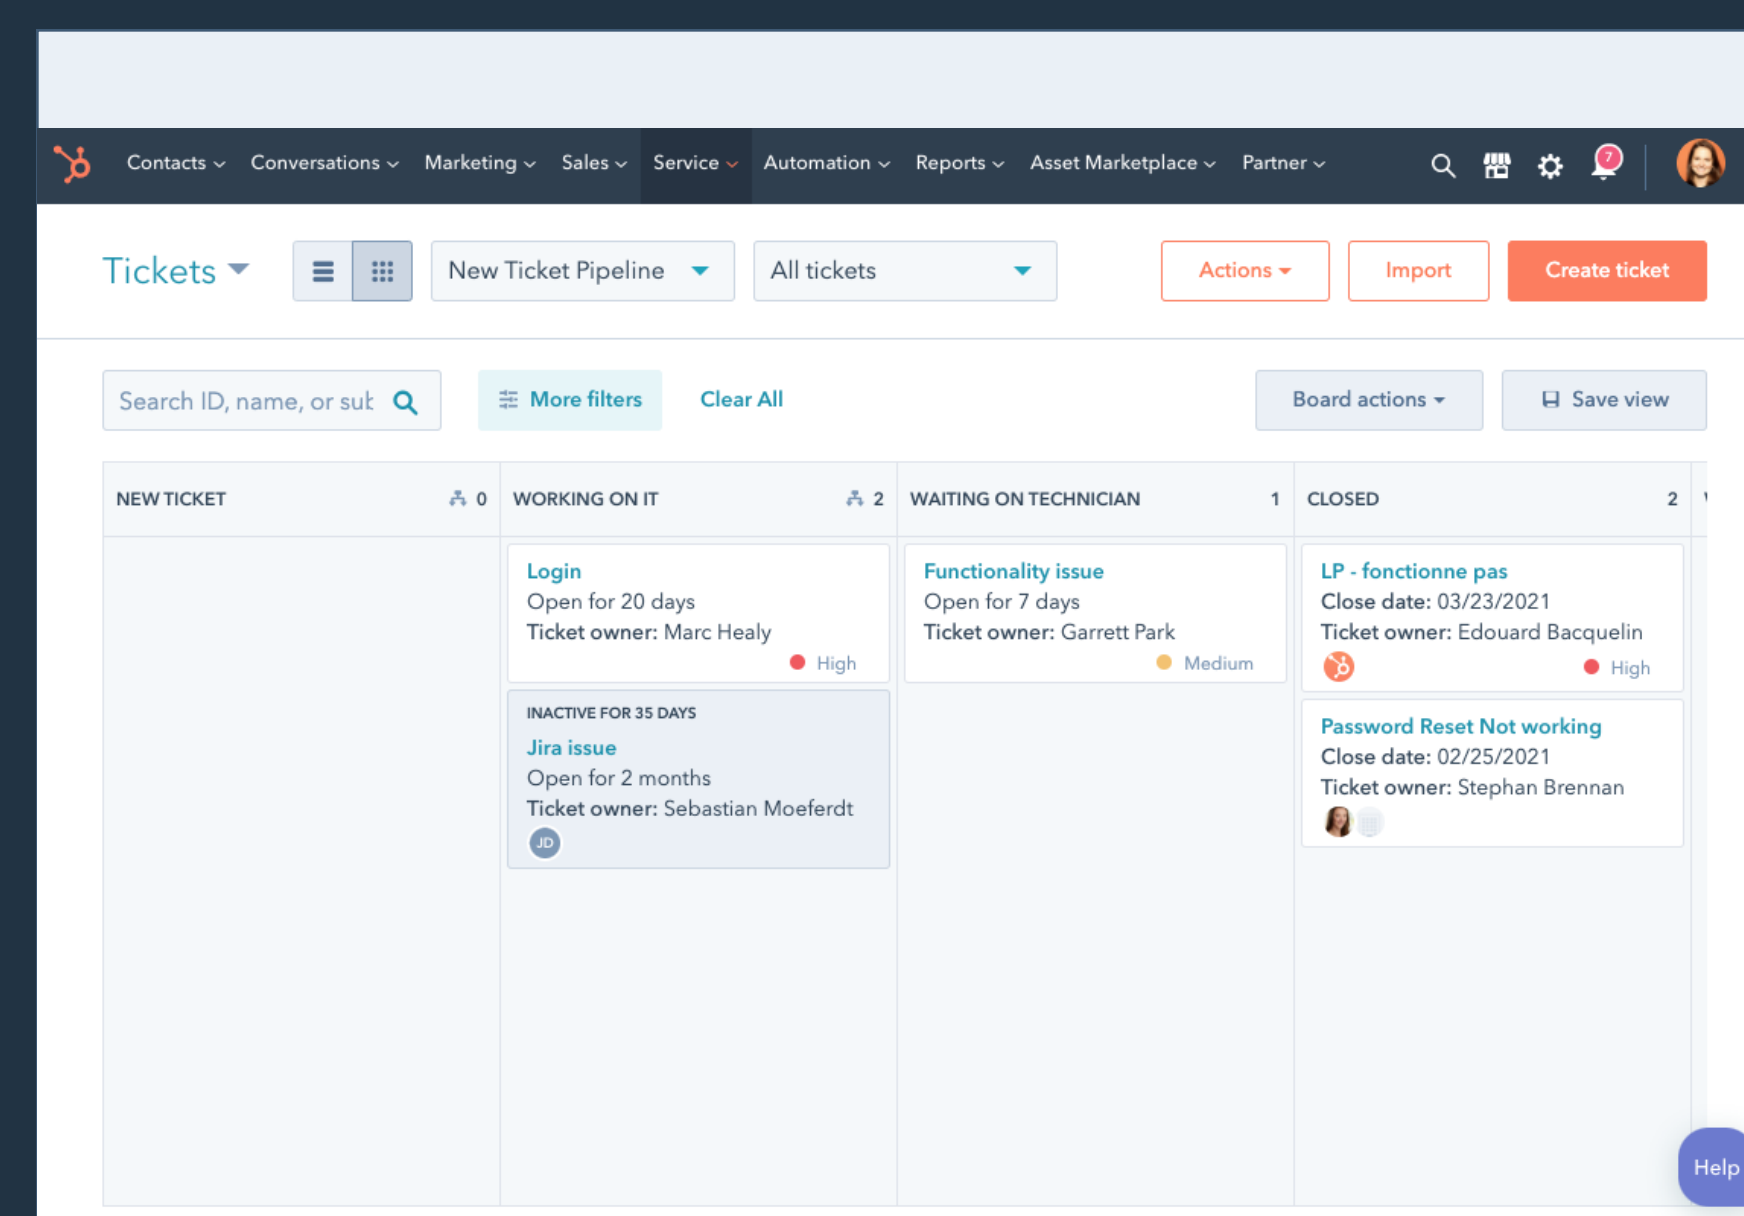 Contacts Conversations Marketing Sales Service Automation Reports Asset Marketplace Partner 7
Tickets New Ticket Pipeline All tickets Actions Import Create ticket
Search ID, name, or sub More filters Clear All Board actions Save view
NEW TICKET 0 WORKING ON IT 2 WAITING ON TECHNICIAN 1 CLOSED 2
Login
Open for 20 days
Ticket owner: Marc Healy
High
INACTIVE FOR 35 DAYS
Jira issue
Open for 2 months
Ticket owner: Sebastian Moeferdt
JD
Functionality issue
Open for 7 days
Ticket owner: Garrett Park
Medium
LP - fonctionne pas
Close date: 03/23/2021
Ticket owner: Edouard Bacquelin
High
Password Reset Not working
Close date: 02/25/2021
Ticket owner: Stephan Brennan
Help